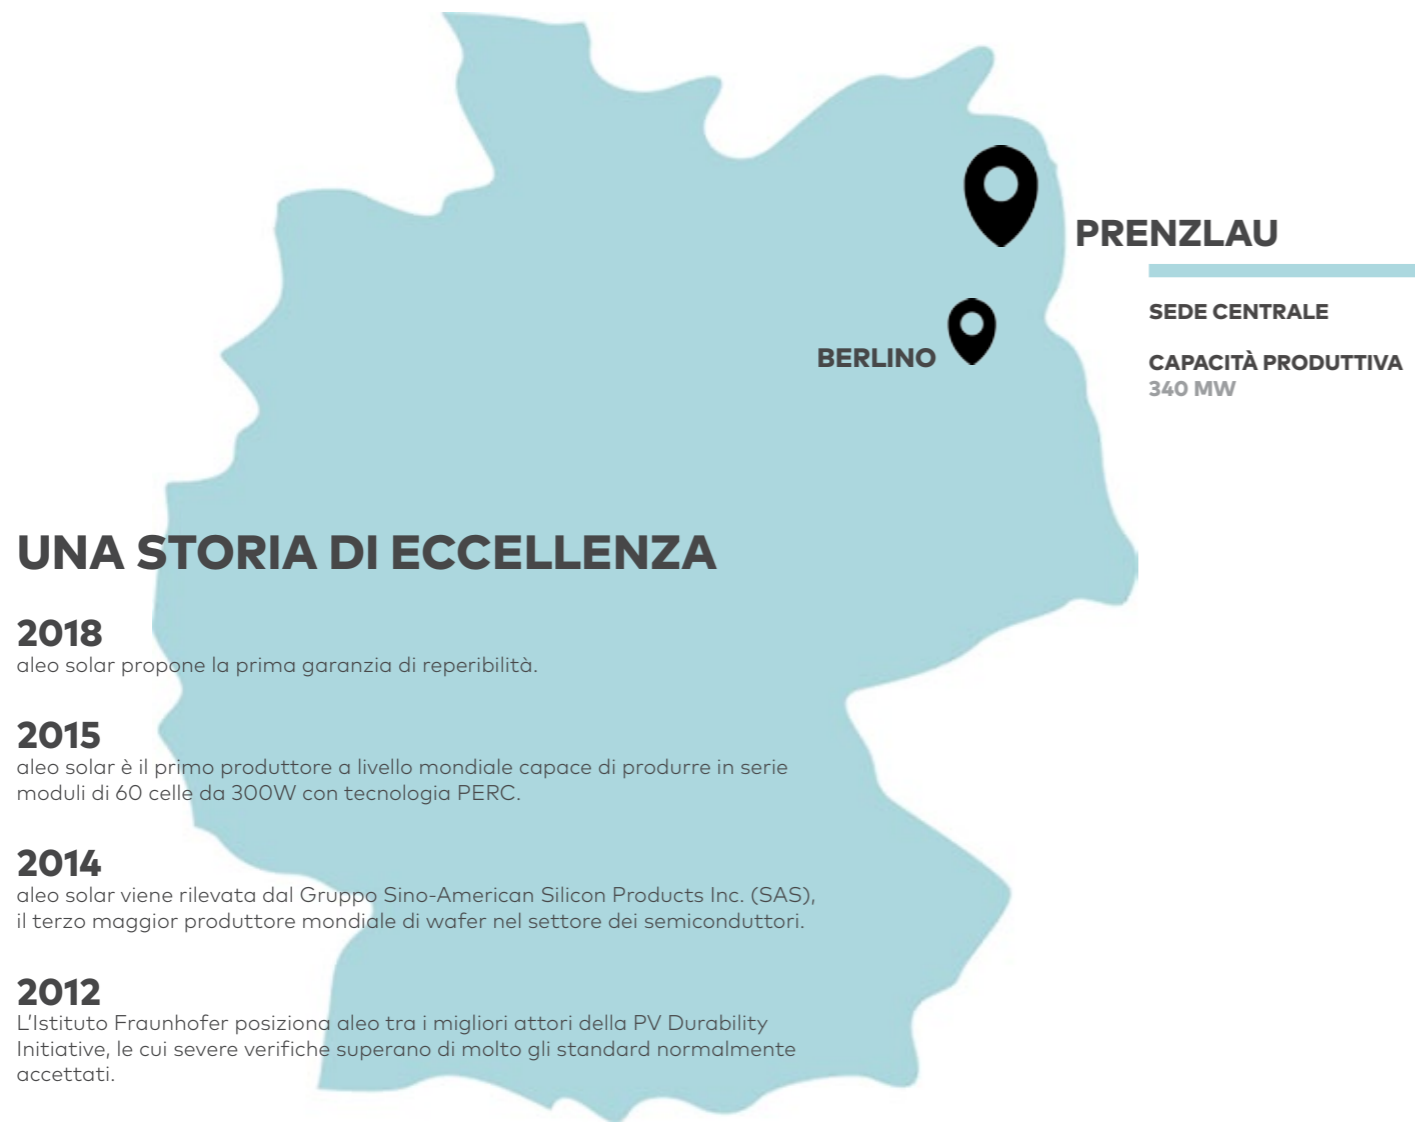 PRENZLAU
SEDE CENTRALE
BERLINO
CAPACITÀ PRODUTTIVA
340 MW
UNA STORIA DI ECCELLENZA
2018
aleo solar propone la prima garanzia di reperibilità.
2015
aleo solar è il primo produttore a livello mondiale capace di produrre in serie
moduli di 60 celle da 300W con tecnologia PERC.
2014
aleo solar viene rilevata dal Gruppo Sino-American Silicon Products Inc. (SAS),
il terzo maggior produttore mondiale di wafer nel settore dei semiconduttori.
2012
L’Istituto Fraunhofer posiziona aleo tra i migliori attori della PV Durability
Initiative, le cui severe verifiche superano di molto gli standard normalmente
accettati.